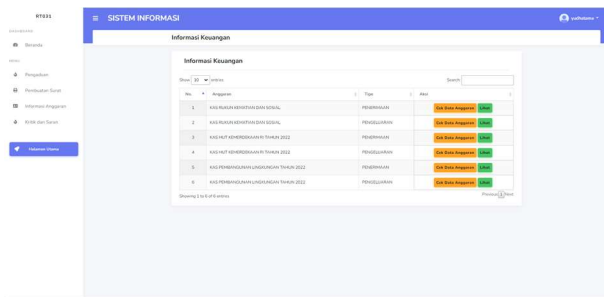 RT021
DASHBOARD
Beranda
MENU
Pengaduan
Pembuatan Surat
Informasi Anggaran
Kritik dan Saran
Halaman Utama
SISTEM INFORMASI
yudhatama
Informasi Keuangan
Informasi Keuangan
Show 10 entries
Search:
No. Anggaran Tipe Aksi
1 KAS RUKUN KEMATIAN DAN SOSIAL PENERIMAAN Cek Data Anggaran Lihat
2 KAS RUKUN KEMATIAN DAN SOSIAL PENGELUARAN Cek Data Anggaran Lihat
3 KAS HUT KEMERDEKAAN RI TAHUN 2022 PENERIMAAN Cek Data Anggaran Lihat
4 KAS HUT KEMERDEKAAN RI TAHUN 2022 PENGELUARAN Cek Data Anggaran Lihat
5 KAS PEMBANGUNAN LINGKUNGAN TAHUN 2022 PENERIMAAN Cek Data Anggaran Lihat
6 KAS PEMBANGUNAN LINGKUNGAN TAHUN 2022 PENGELUARAN Cek Data Anggaran Lihat
Showing 1 to 6 of 6 entries
Previous 1 Next